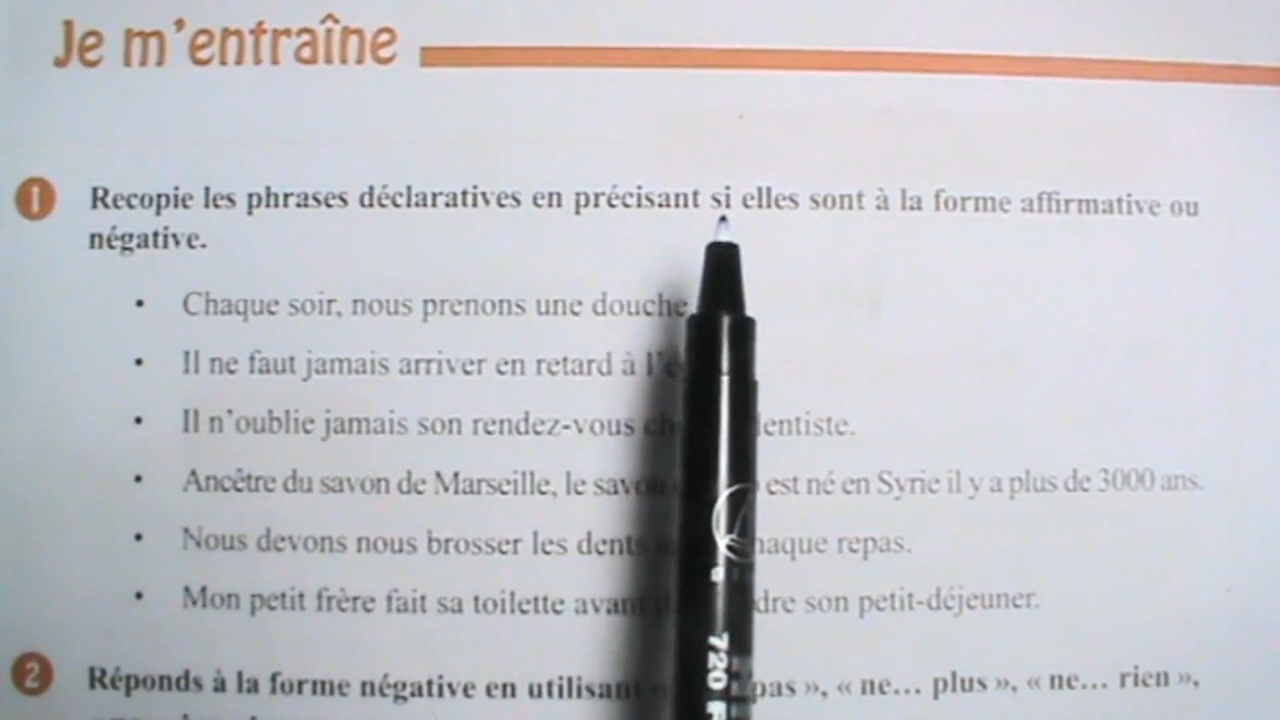 Je m'entraîne
1 Recopie les phrases déclaratives en précisant si elles sont à la forme affirmative ou
négative.
• Chaque soir, nous prenons une douche
• Il ne faut jamais arriver en retard à
• Il n'oublie jamais son rendez-vous dentiste.
• Ancêtre du savon de Marseille, le est né en Syrie il y a plus de 3000 ans.
• Nous devons nous brosser les dents chaque repas.
• Mon petit frère fait sa toilette avant son petit-déjeuner.
2 Réponds à la forme négative en utilisant pas », « ne... plus », « ne... rien »,
720